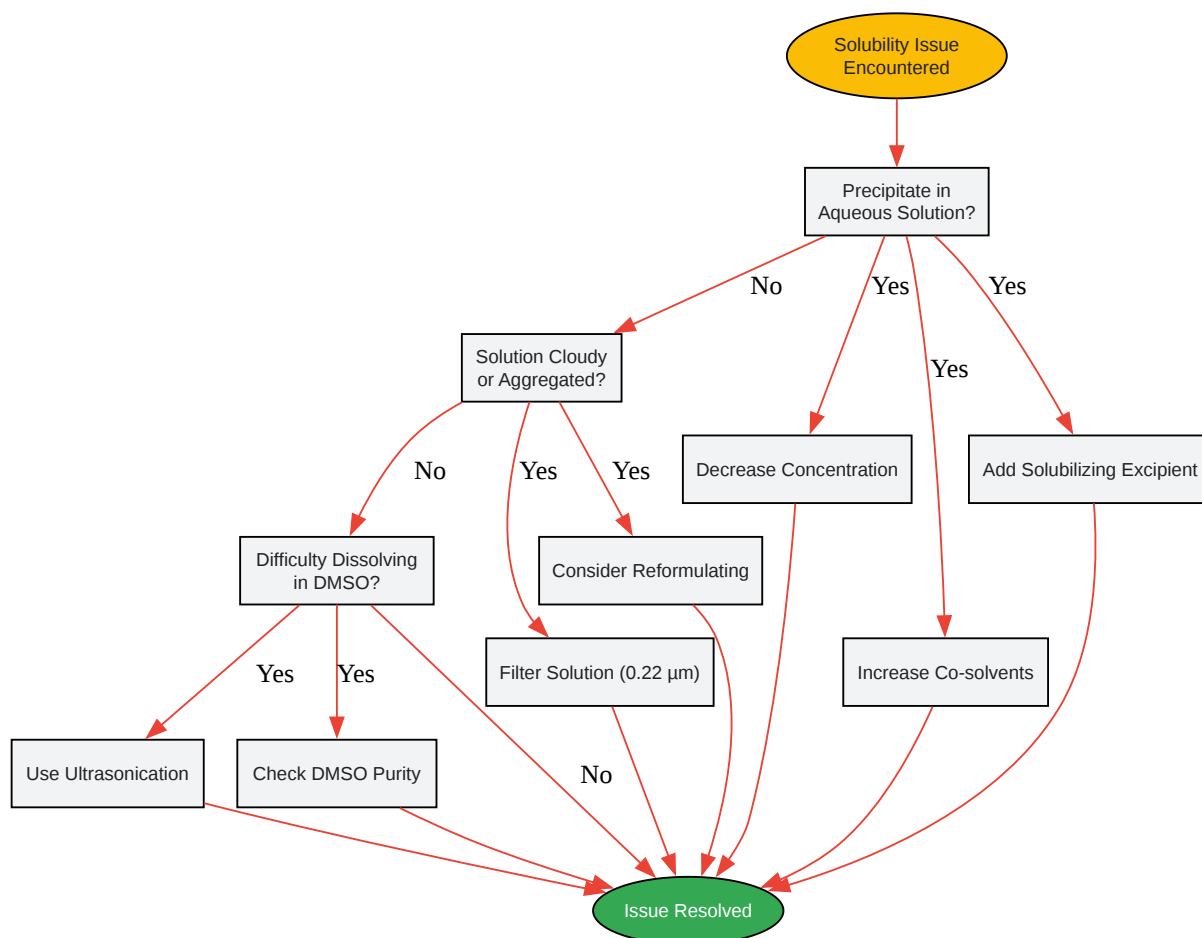 Solubility Issue
Encountered
Precipitate in
Aqueous Solution?
No
Yes
Yes
Yes
Solution Cloudy
or Aggregated?
Decrease Concentration
Add Solubilizing Excipient
No
Yes
Yes
Difficulty Dissolving
in DMSO?
Consider Reformulating
Filter Solution (0.22 µm)
Increase Co-solvents
Yes
Yes
No
Use Ultrasonication
Check DMSO Purity
Issue Resolved